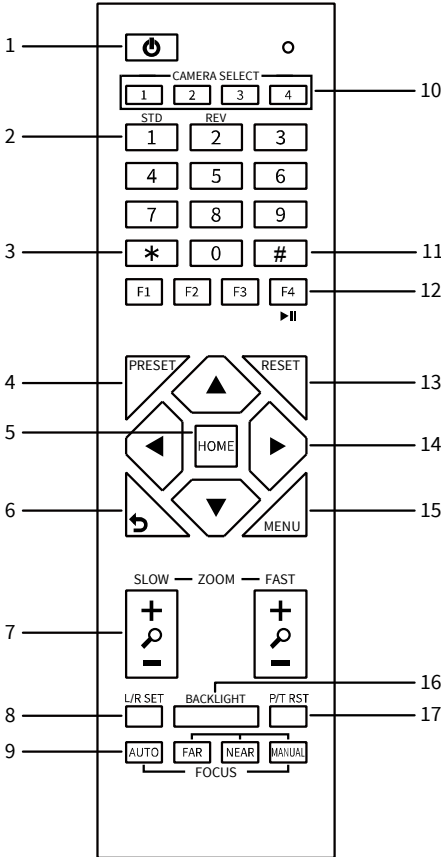 1
CAMERA SELECT
1 2 3 4
10
STD REV
2
1 2 3
4 5 6
7 8 9
3
* 0 #
11
F1 F2 F3 F4
12
PRESET RESET
4
13
5
HOME
14
6
MENU
15
SLOW ZOOM FAST
+ +
7
- -
16
L/R SET BACKLIGHT P/T RST
8
17
9
AUTO FAR NEAR MANUAL
FOCUS